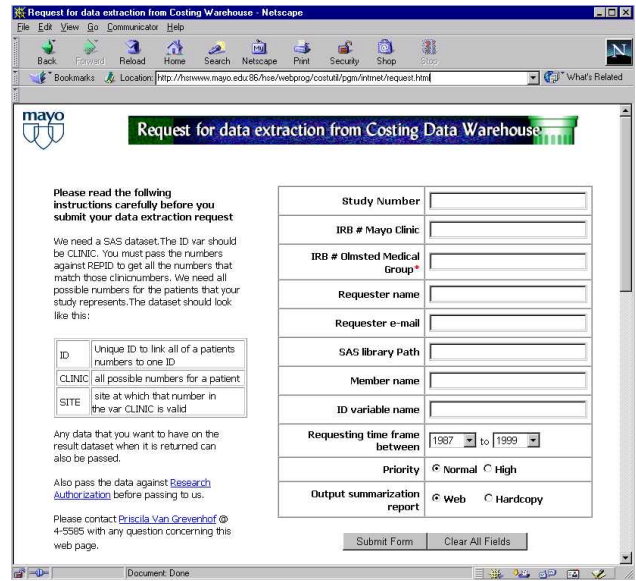 Request for data extraction from Costing Warehouse - Netscape
File Edit View Go Communicator Help
Back Forward Reload Home Search Netscape Print Security Shop Stop
N
Bookmarks Location: http://hsrwww.mayo.edu:86/hse/webprog/costutil/pgm/intrnet/request.html What's Related
mayo
Request for data extraction from Costing Data Warehouse
Please read the follwing
instructions carefully before you
submit your data extraction request
We need a SAS dataset.The ID var should
be CLINIC. You must pass the numbers
against REPID to get all the numbers that
match those clinicnumbers. We need all
possible numbers for the patients that your
study represents.The dataset should look
like this:
ID Unique ID to link all of a patients
numbers to one ID
CLINIC all possible numbers for a patient
SITE site at which that number in
the var CLINIC is valid
Any data that you want to have on the
result dataset when it is returned can
also be passed.
Also pass the data against Research
Authorization before passing to us.
Please contact Priscila Van Grevenhof @
4-5585 with any question concerning this
web page.
Study Number
IRB # Mayo Clinic
IRB # Olmsted Medical
Group*
Requester name
Requester e-mail
SAS library Path
Member name
ID variable name
Requesting time frame
between 1987 to 1999
Priority Normal High
Output summarization
report Web Hardcopy
Submit Form Clear All Fields
Document: Done